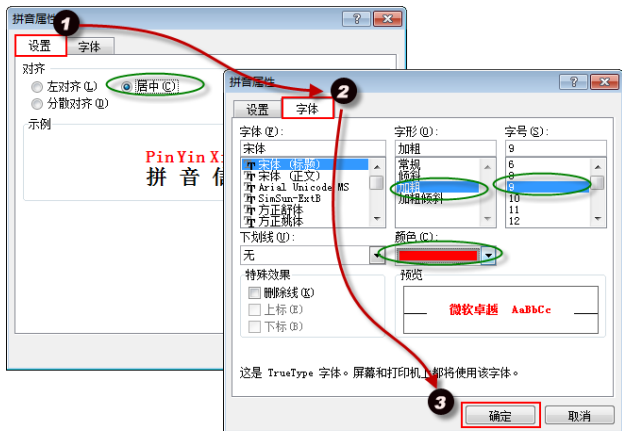 拼音属性
1
设置 字体
对齐
左对齐(L) 居中(C)
分散对齐(D)
示例
PinYinXi
拼音信
拼音属性
2
设置 字体
字体(F): 字形(O): 字号(S):
宋体 加粗 9
宋体 (标题) 常规 6
宋体 (正文) 倾斜 8
Arial Unicode MS 加粗 9
SimSun-ExtB 加粗倾斜 10
方正舒体 11
方正姚体 12
下划线(U): 颜色(C):
无
特殊效果 预览
删除线(K)
上标(E)
下标(B)
微软卓越 AaBbCc
这是 TrueType 字体。屏幕和打印机上都将使用该字体。
3
确定 取消